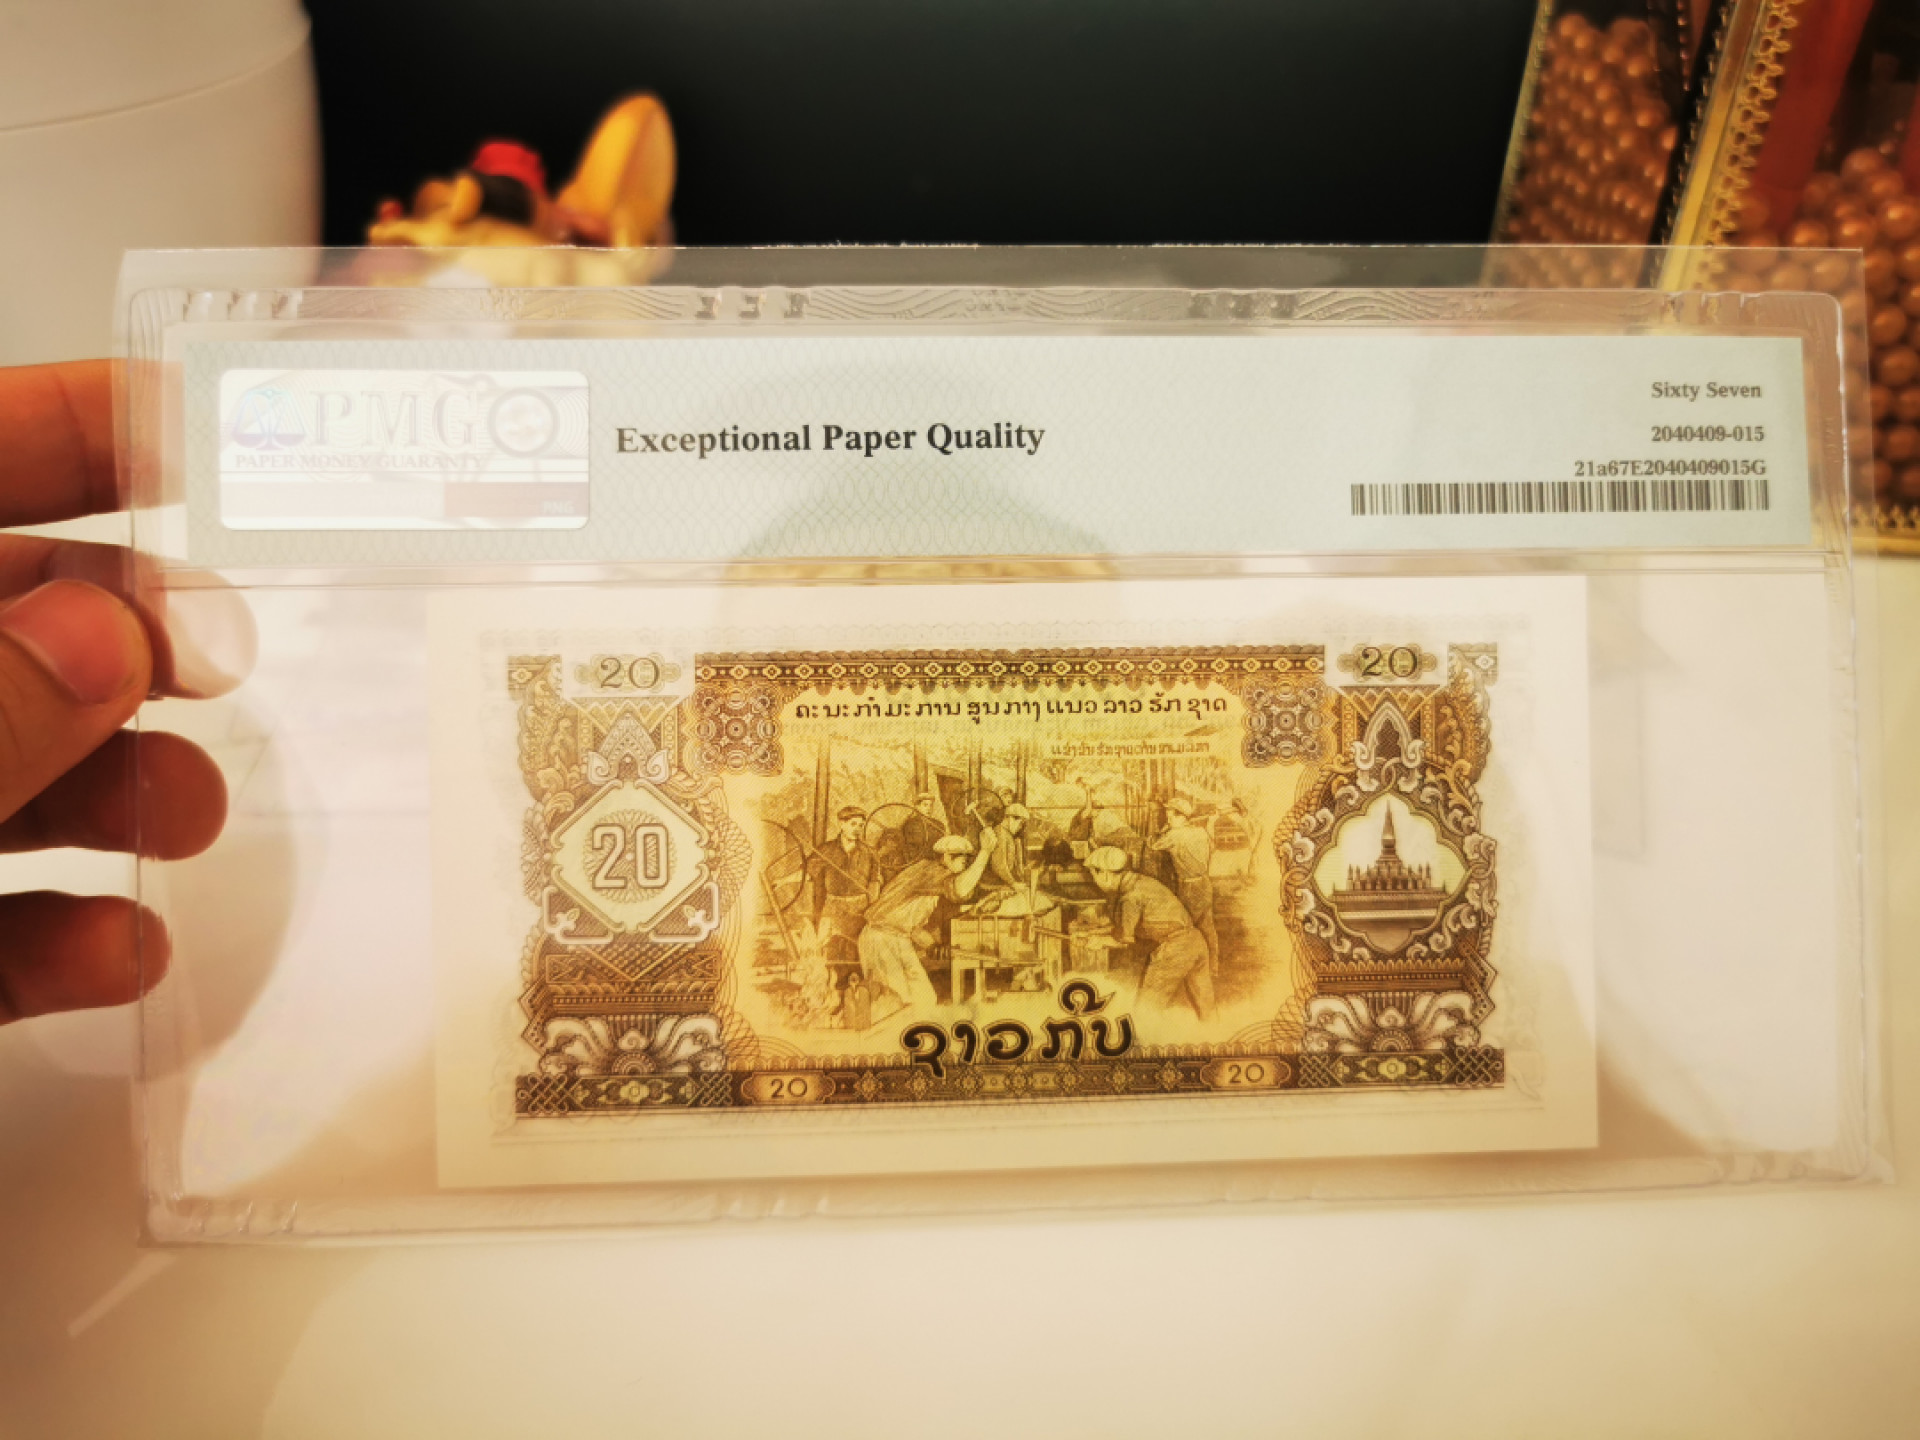 PMG
PAPER MONEY GUARANTY
PMG
Exceptional Paper Quality
Sixty Seven
2040409-015
21a67E2040409015G
20
20
ຄະນະກຳມະການສູນກາງແນວລາວຮັກຊາດ
20
ຊາວກີບ
20
20